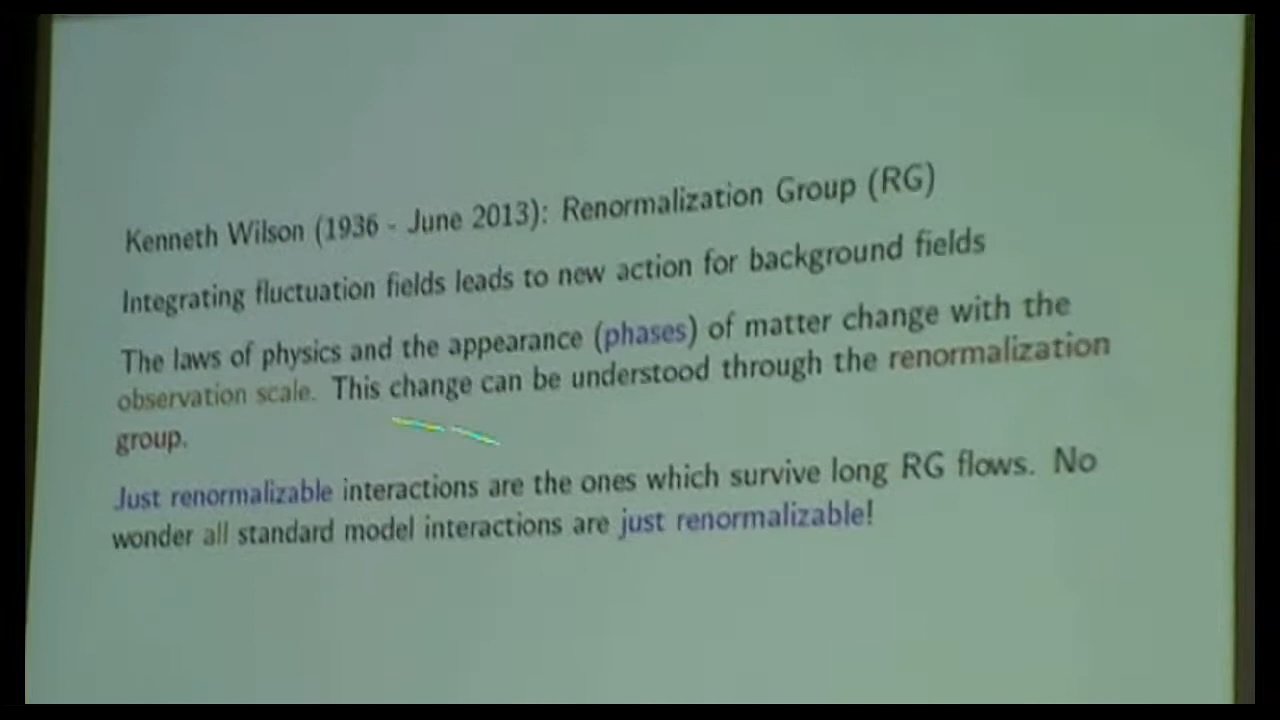 Kenneth Wilson (1936 - June 2013): Renormalization Group (RG)
Integrating fluctuation fields leads to new action for background fields
The laws of physics and the appearance (phases) of matter change with the
observation scale. This change can be understood through the renormalization
group.
Just renormalizable interactions are the ones which survive long RG flows. No
wonder all standard model interactions are just renormalizable!